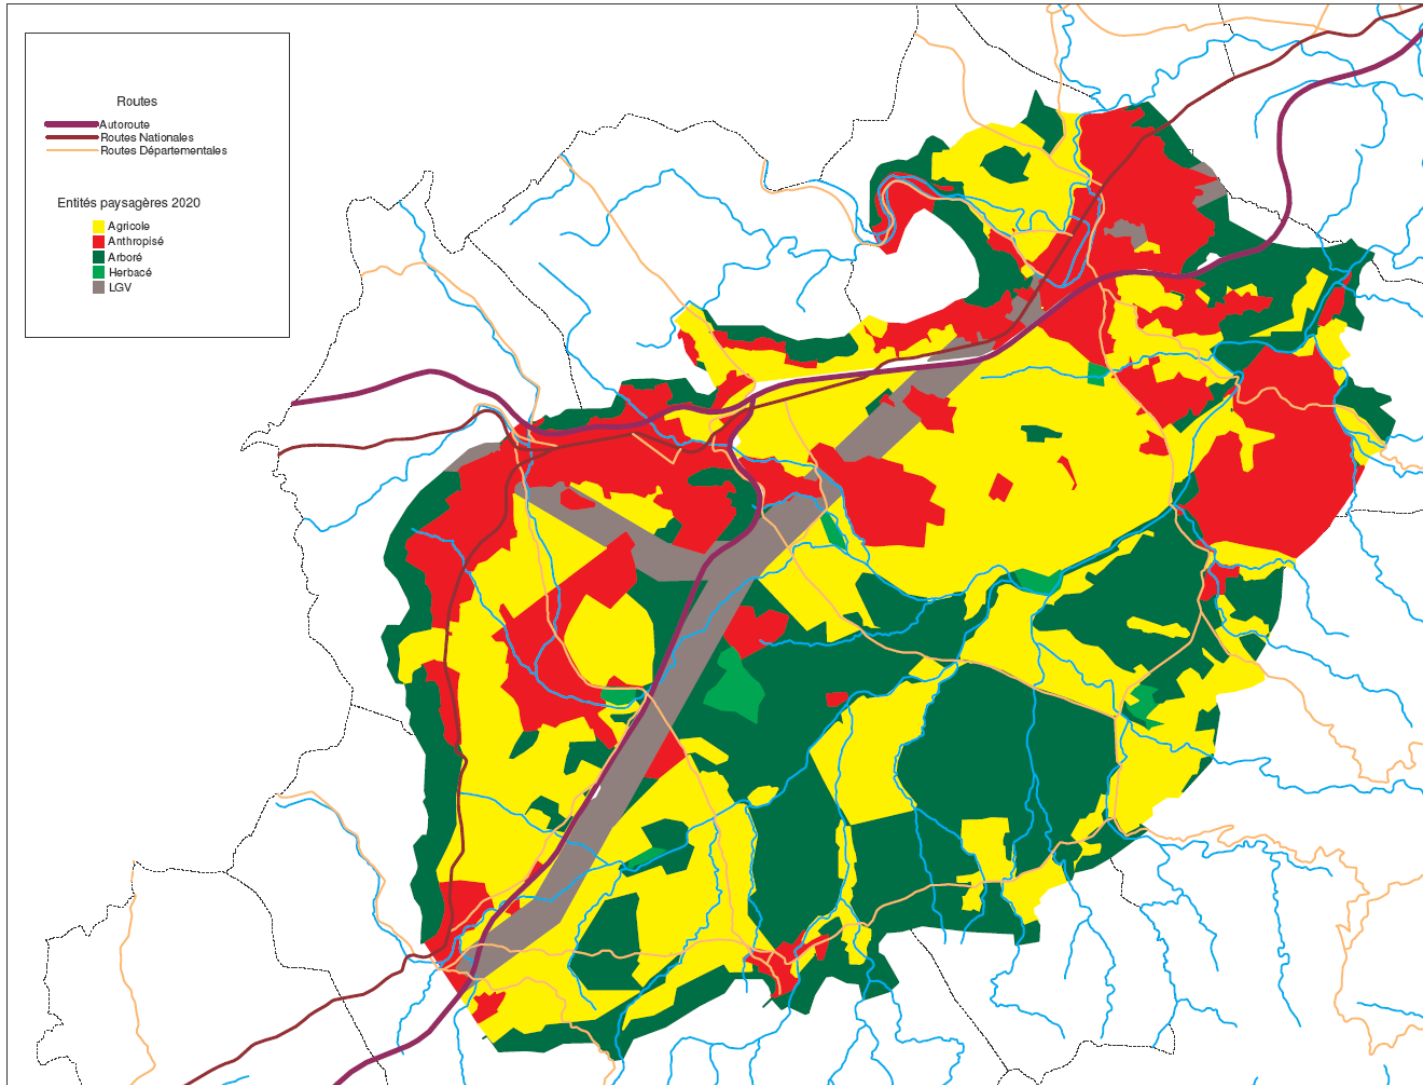 Routes
Autoroute
Routes Nationales
Routes Départementales
Entités paysagères 2020
Agricole
Anthropisé
Arboré
Herbacé
LGV